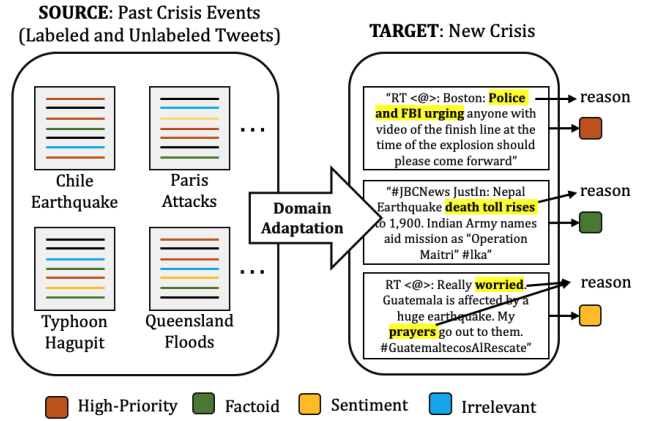 SOURCE: Past Crisis Events
(Labeled and Unlabeled Tweets)
TARGET: New Crisis
Chile
Earthquake
Paris
Attacks
...
Typhoon
Hagupit
Queensland
Floods
...
Domain
Adaptation
"RT <@>: Boston: Police
and FBI urging anyone with
video of the finish line at the
time of the explosion should
please come forward"
reason
"#JBCNews JustIn: Nepal
Earthquake death toll rises
to 1,900. Indian Army names
aid mission as "Operation
Maitri" #lka"
reason
RT <@>: Really worried.
Guatemala is affected by a
huge earthquake. My
prayers go out to them.
#GuatemaltecosAlRescate"
reason
High-Priority
Factoid
Sentiment
Irrelevant